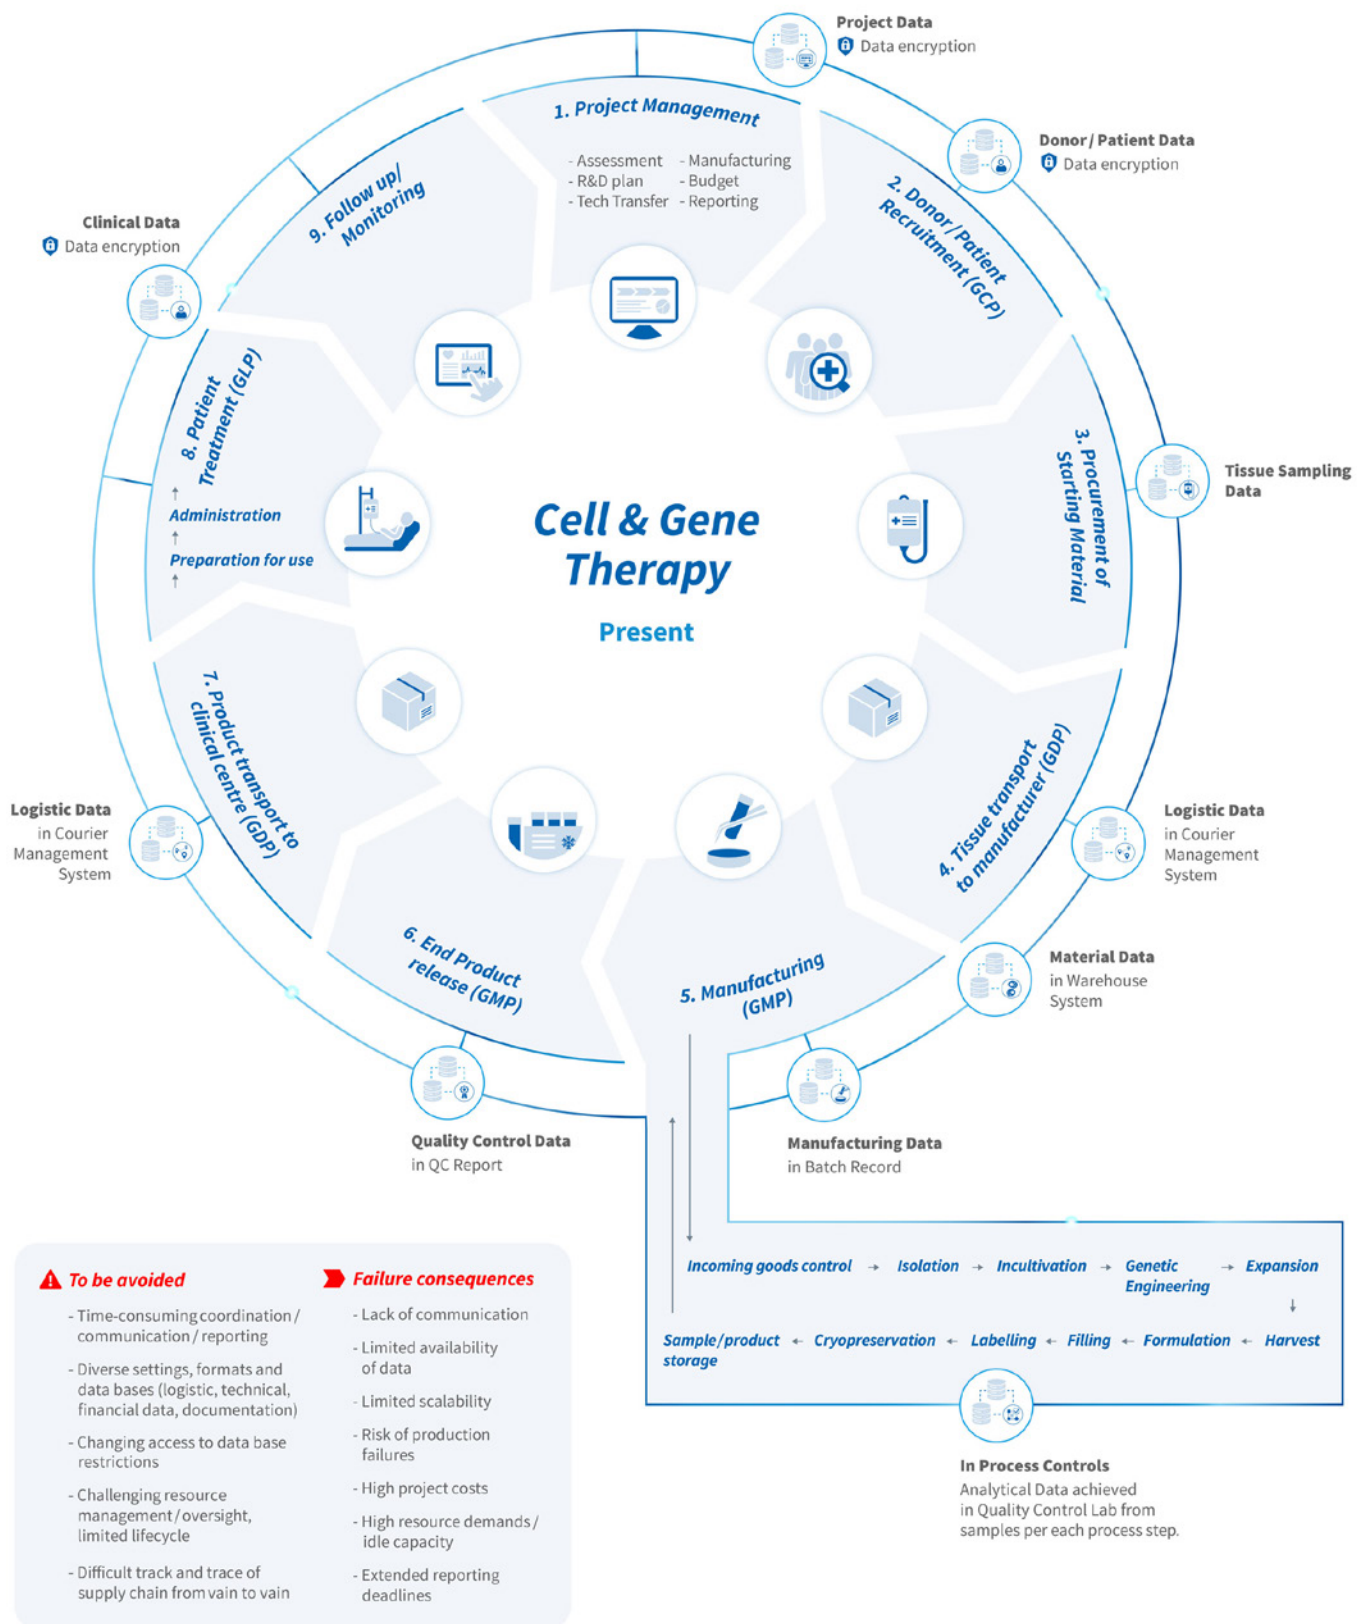 Project Data
Data encryption
Donor / Patient Data
Data encryption
Clinical Data
Data encryption
1. Project Management
- Assessment
- R&D plan
- Tech Transfer
- Manufacturing
- Budget
- Reporting
2. Donor / Patient
Recruitment (GCP)
9. Follow up/
Monitoring
8. Patient
Treatment (GLP)
Administration
Preparation for use
3. Procurement of
Starting Material
Tissue Sampling
Data
Cell & Gene
Therapy
Present
7. Product transport to
clinical centre (GDP)
4. Tissue transport
to manufacturer (GDP)
Logistic Data
in Courier
Management
System
Logistic Data
in Courier
Management
System
6. End Product
release (GMP)
5. Manufacturing
(GMP)
Material Data
in Warehouse
System
Quality Control Data
in QC Report
Manufacturing Data
in Batch Record
Incoming goods control → Isolation → Incultivation → Genetic
Engineering → Expansion
↓
Sample/product
storage ← Cryopreservation ← Labelling ← Filling ← Formulation ← Harvest
In Process Controls
Analytical Data achieved
in Quality Control Lab from
samples per each process step.
To be avoided
- Time-consuming coordination /
communication / reporting
- Diverse settings, formats and
data bases (logistic, technical,
financial data, documentation)
- Changing access to data base
restrictions
- Challenging resource
management / oversight,
limited lifecycle
- Difficult track and trace of
supply chain from vain to vain
Failure consequences
- Lack of communication
- Limited availability
of data
- Limited scalability
- Risk of production
failures
- High project costs
- High resource demands /
idle capacity
- Extended reporting
deadlines